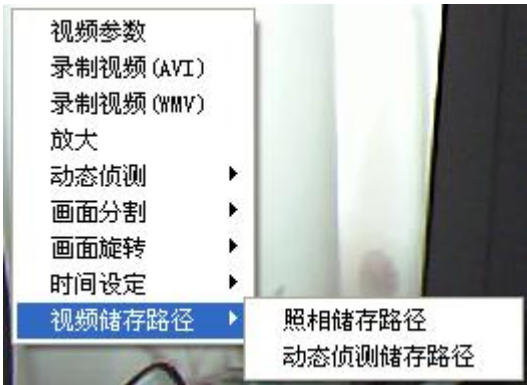 视频参数
录制视频(AVI)
录制视频(WMV)
放大
动态侦测
画面分割
画面旋转
时间设定
视频储存路径
照相储存路径
动态侦测储存路径